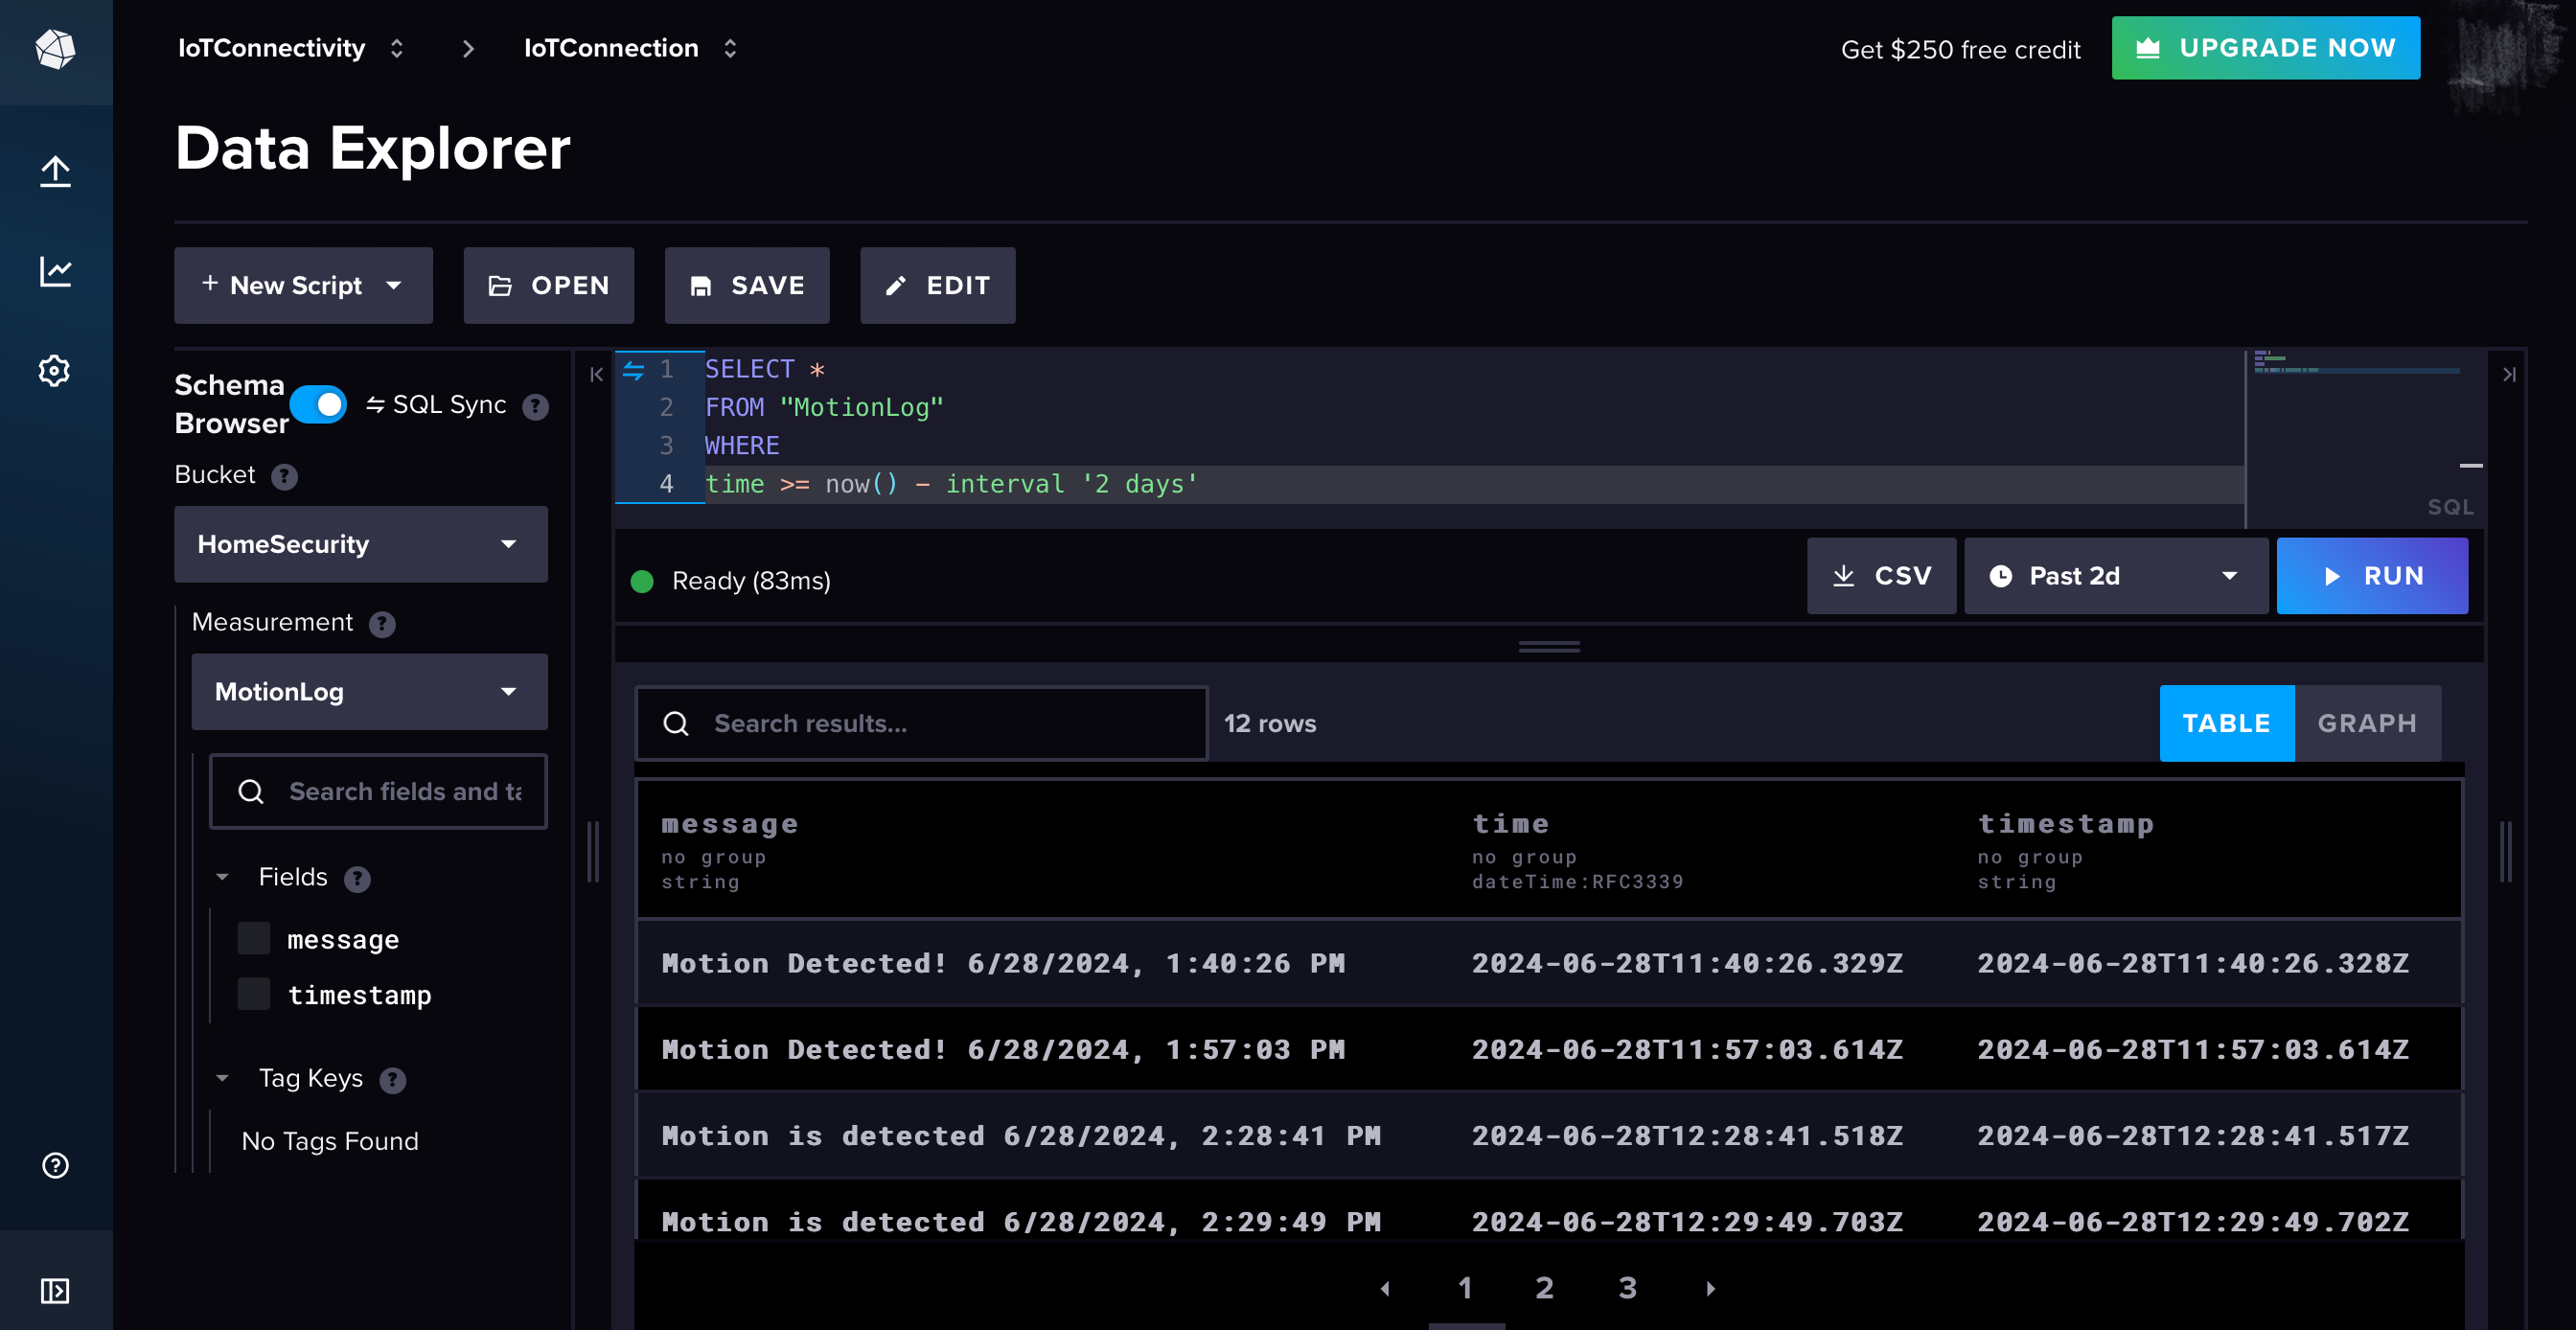 IoTConnectivity > IoTConnection Get $250 free credit UPGRADE NOW
Data Explorer
+ New Script OPEN SAVE EDIT
Schema
Browser SQL Sync ?
Bucket ?
HomeSecurity
Measurement ?
MotionLog
Search fields and ta
Fields ?
message
timestamp
Tag Keys ?
No Tags Found
1 SELECT *
2 FROM "MotionLog"
3 WHERE
4 time >= now() - interval '2 days'
SQL
Ready (83ms) CSV Past 2d RUN
Search results... 12 rows TABLE GRAPH
message time timestamp
no group no group no group
string dateTime:RFC3339 string
Motion Detected! 6/28/2024, 1:40:26 PM 2024-06-28T11:40:26.329Z 2024-06-28T11:40:26.328Z
Motion Detected! 6/28/2024, 1:57:03 PM 2024-06-28T11:57:03.614Z 2024-06-28T11:57:03.614Z
Motion is detected 6/28/2024, 2:28:41 PM 2024-06-28T12:28:41.518Z 2024-06-28T12:28:41.517Z
Motion is detected 6/28/2024, 2:29:49 PM 2024-06-28T12:29:49.703Z 2024-06-28T12:29:49.702Z
1 2 3
?